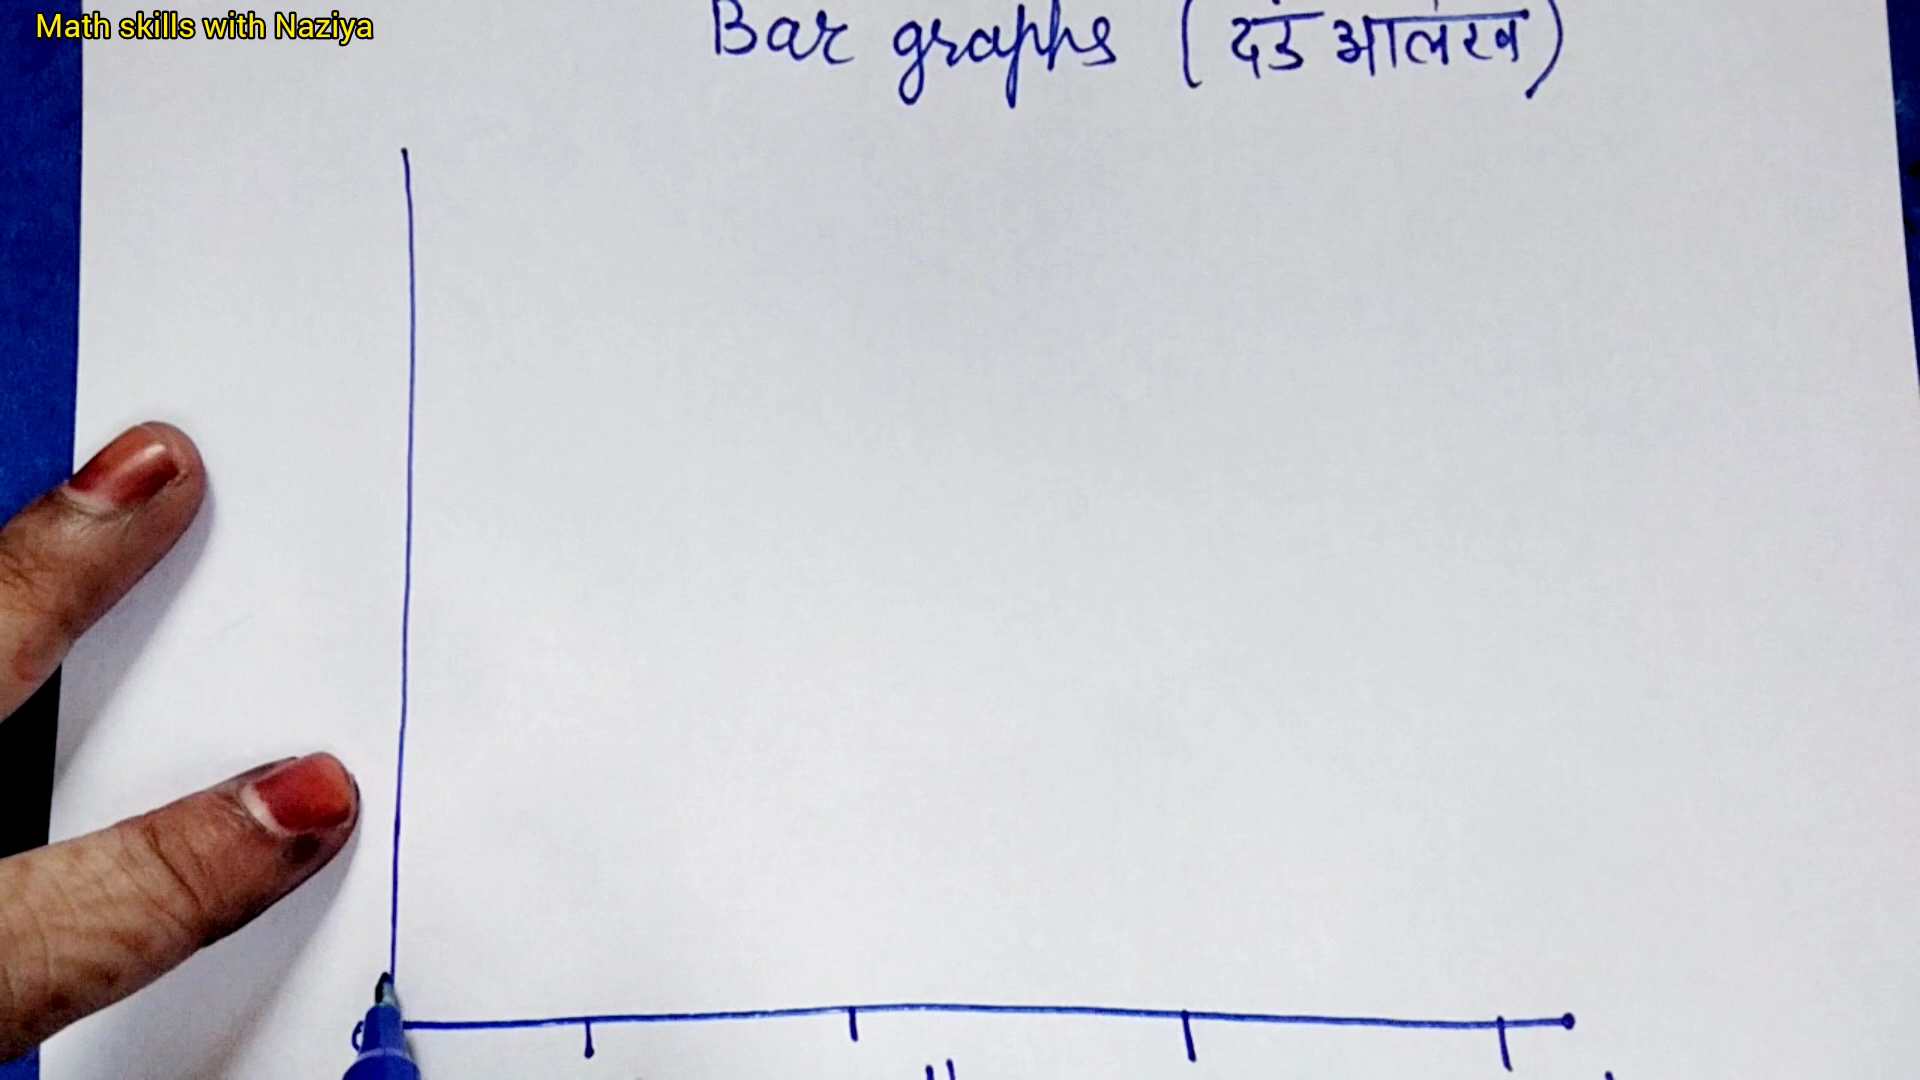 Math skills with Naziya
Bar graphs (दंड आलेख)